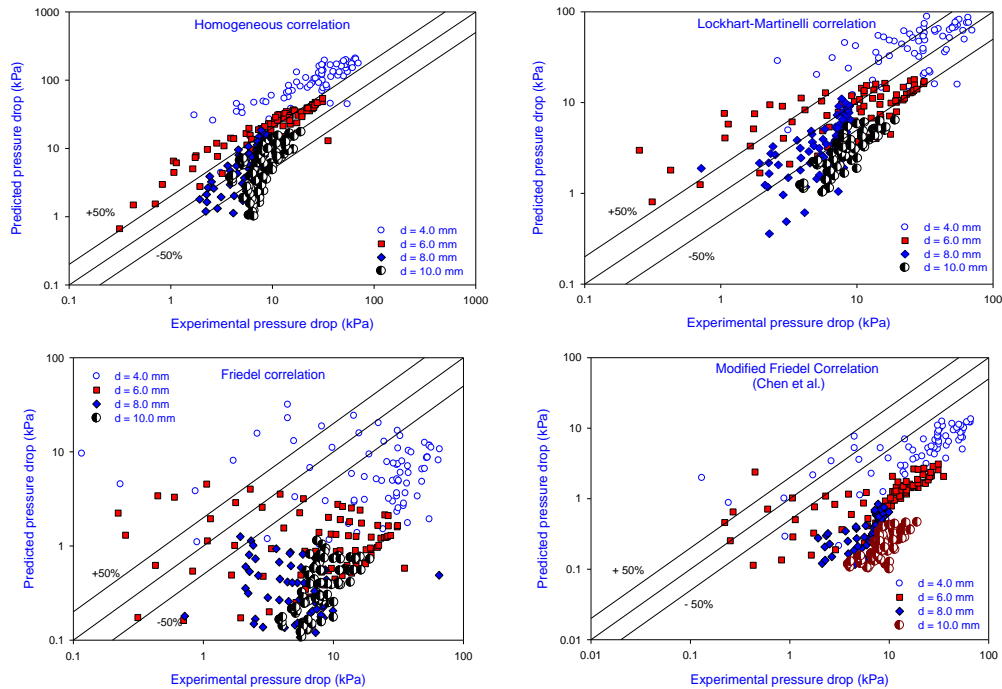 Homogeneous correlation
Predicted pressure drop (kPa)
1000
100
10
1
0.1
+50%
-50%
d = 4.0 mm
d = 6.0 mm
d = 8.0 mm
d = 10.0 mm
0.1 1 10 100 1000
Experimental pressure drop (kPa)
Lockhart-Martinelli correlation
Predicted pressure drop (kPa)
100
10
1
0.1
+50%
-50%
d = 4.0 mm
d = 6.0 mm
d = 8.0 mm
d = 10.0 mm
0.1 1 10 100
Experimental pressure drop (kPa)
Friedel correlation
Predicted pressure drop (kPa)
100
10
1
0.1
d = 4.0 mm
d = 6.0 mm
d = 8.0 mm
d = 10.0 mm
+50%
-50%
0.1 1 10 100
Experimental pressure drop (kPa)
Modified Friedel Correlation
(Chen et al.)
Predicted pressure drop (kPa)
100
10
1
0.1
0.01
+ 50%
- 50%
d = 4.0 mm
d = 6.0 mm
d = 8.0 mm
d = 10.0 mm
0.01 0.1 1 10 100
Experimental pressure drop (kPa)